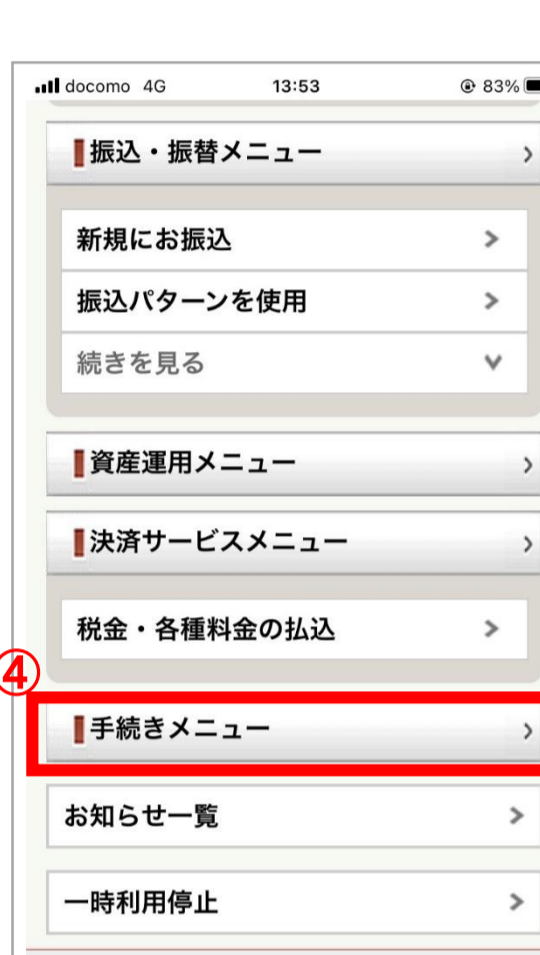 docomo 4G 13:53 83%
振込・振替メニュー
新規にお振込
振込パターンを使用
続きを見る
資産運用メニュー
決済サービスメニュー
税金・各種料金の払込
④
手続きメニュー
お知らせ一覧
一時利用停止